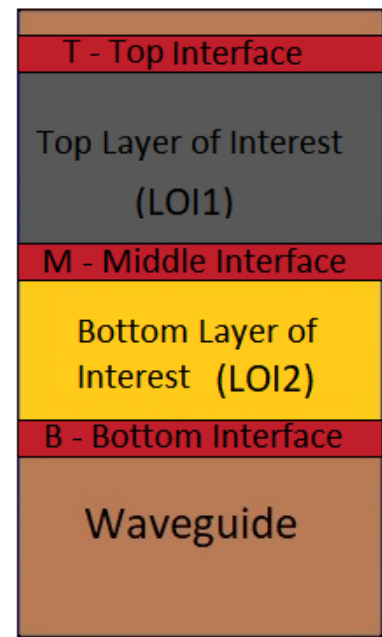 T - Top Interface
Top Layer of Interest
(LOI1)
M - Middle Interface
Bottom Layer of
Interest (LOI2)
B - Bottom Interface
Waveguide